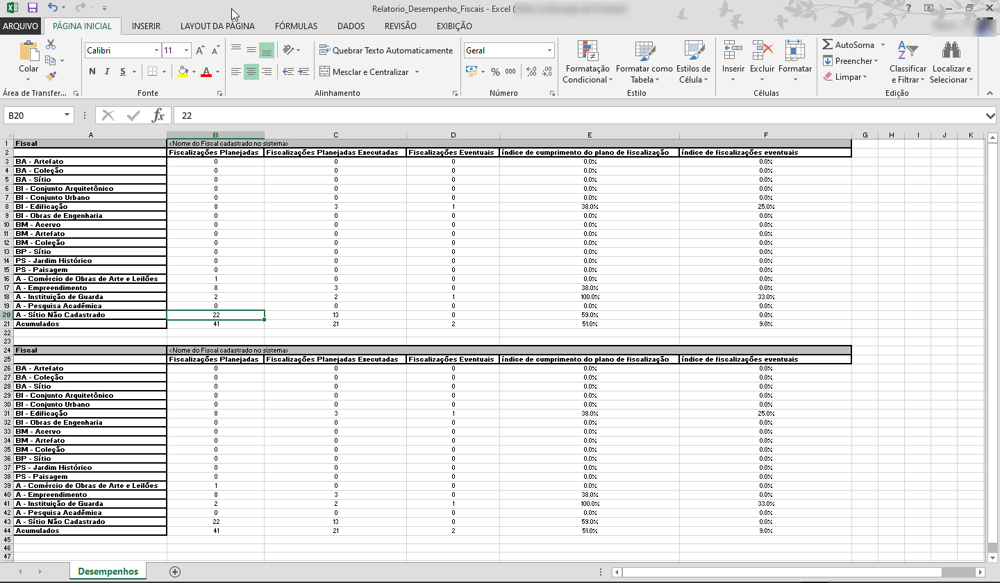 Relatorio_Desempenho_Fiscais - Excel (
ARQUIVO PÁGINA INICIAL INSERIR LAYOUT DA PÁGINA FÓRMULAS DADOS REVISÃO EXIBIÇÃO
Calibri 11 Quebrar Texto Automaticamente Geral AutoSoma
Colar N I S Mesclar e Centralizar % 000 Formatação Condicional Formatar como Tabela Estilos de Célula Inserir Excluir Formatar Preencher Limpar Classificar e Filtrar Localizar e Selecionar
Área de Transfer... Fonte Alinhamento Número Estilo Células Edição
B20 fx 22
A B C D E F G H I J K
1 Fiscal <Nome do Fiscal cadastrado no sistema>
2 Fiscalizações Planejadas Fiscalizações Planejadas Executadas Fiscalizações Eventuais índice de cumprimento do plano de fiscalização índice de fiscalizações eventuais
3 BA - Artefato 0 0 0 0.0% 0.0%
4 BA - Coleção 0 0 0 0.0% 0.0%
5 BA - Sítio 0 0 0 0.0% 0.0%
6 BI - Conjunto Arquitetônico 0 0 0 0.0% 0.0%
7 BI - Conjunto Urbano 0 0 0 0.0% 0.0%
8 BI - Edificação 8 3 1 38.0% 25.0%
9 BI - Obras de Engenharia 0 0 0 0.0% 0.0%
10 BM - Acervo 0 0 0 0.0% 0.0%
11 BM - Artefato 0 0 0 0.0% 0.0%
12 BM - Coleção 0 0 0 0.0% 0.0%
13 BP - Sítio 0 0 0 0.0% 0.0%
14 PS - Jardim Histórico 0 0 0 0.0% 0.0%
15 PS - Paisagem 0 0 0 0.0% 0.0%
16 A - Comércio de Obras de Arte e Leilões 1 0 0 0.0% 0.0%
17 A - Empreendimento 8 3 0 38.0% 0.0%
18 A - Instituição de Guarda 2 2 1 100.0% 33.0%
19 A - Pesquisa Acadêmica 0 0 0 0.0% 0.0%
20 A - Sítio Não Cadastrado 22 13 0 59.0% 0.0%
21 Acumulados 41 21 2 51.0% 9.0%
22
23
24 Fiscal <Nome do Fiscal cadastrado no sistema>
25 Fiscalizações Planejadas Fiscalizações Planejadas Executadas Fiscalizações Eventuais índice de cumprimento do plano de fiscalização índice de fiscalizações eventuais
26 BA - Artefato 0 0 0 0.0% 0.0%
27 BA - Coleção 0 0 0 0.0% 0.0%
28 BA - Sítio 0 0 0 0.0% 0.0%
29 BI - Conjunto Arquitetônico 0 0 0 0.0% 0.0%
30 BI - Conjunto Urbano 0 0 0 0.0% 0.0%
31 BI - Edificação 8 3 1 38.0% 25.0%
32 BI - Obras de Engenharia 0 0 0 0.0% 0.0%
33 BM - Acervo 0 0 0 0.0% 0.0%
34 BM - Artefato 0 0 0 0.0% 0.0%
35 BM - Coleção 0 0 0 0.0% 0.0%
36 BP - Sítio 0 0 0 0.0% 0.0%
37 PS - Jardim Histórico 0 0 0 0.0% 0.0%
38 PS - Paisagem 0 0 0 0.0% 0.0%
39 A - Comércio de Obras de Arte e Leilões 1 0 0 0.0% 0.0%
40 A - Empreendimento 8 3 0 38.0% 0.0%
41 A - Instituição de Guarda 2 2 1 100.0% 33.0%
42 A - Pesquisa Acadêmica 0 0 0 0.0% 0.0%
43 A - Sítio Não Cadastrado 22 13 0 59.0% 0.0%
44 Acumulados 41 21 2 51.0% 9.0%
45
46
47
Desempenhos